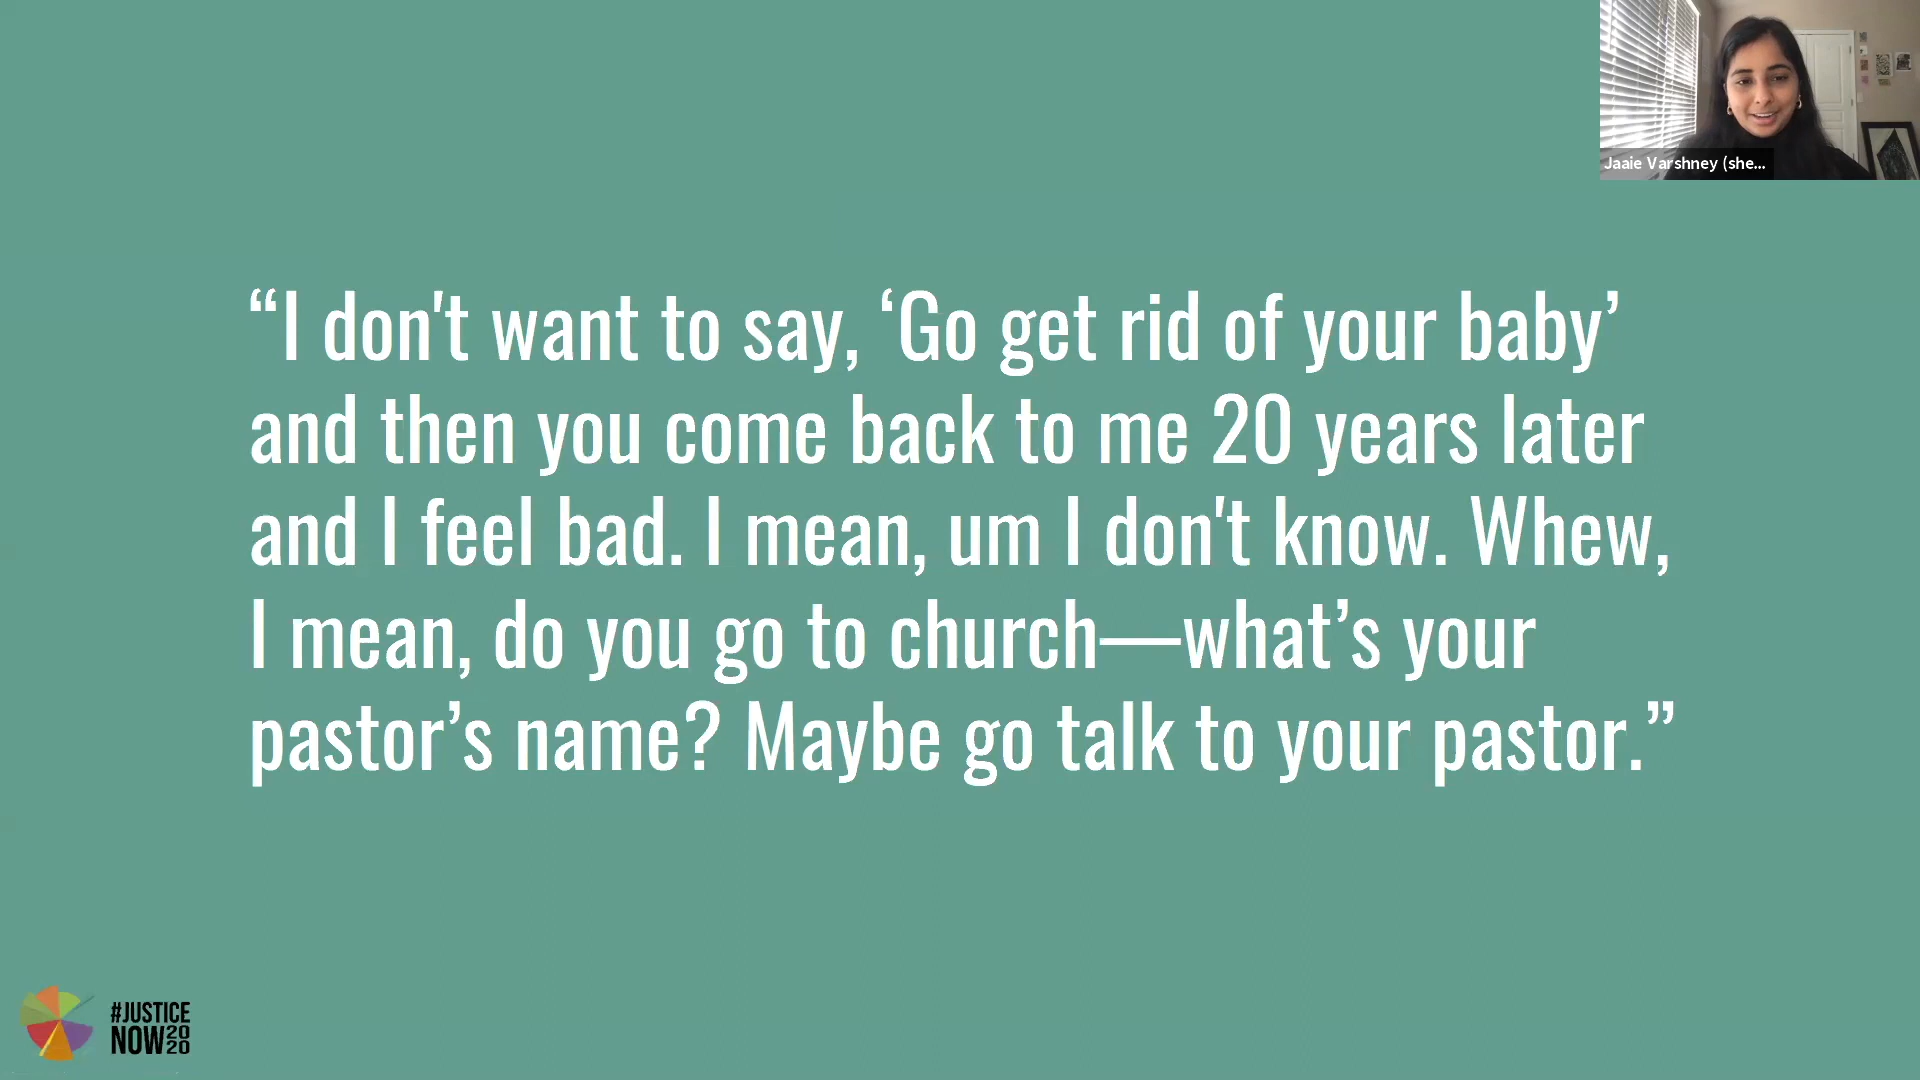 Jaaie Varshney (she...
“I don't want to say, ‘Go get rid of your baby’
and then you come back to me 20 years later
and I feel bad. I mean, um I don't know. Whew,
I mean, do you go to church—what’s your
pastor’s name? Maybe go talk to your pastor.”
#JUSTICE
NOW2020